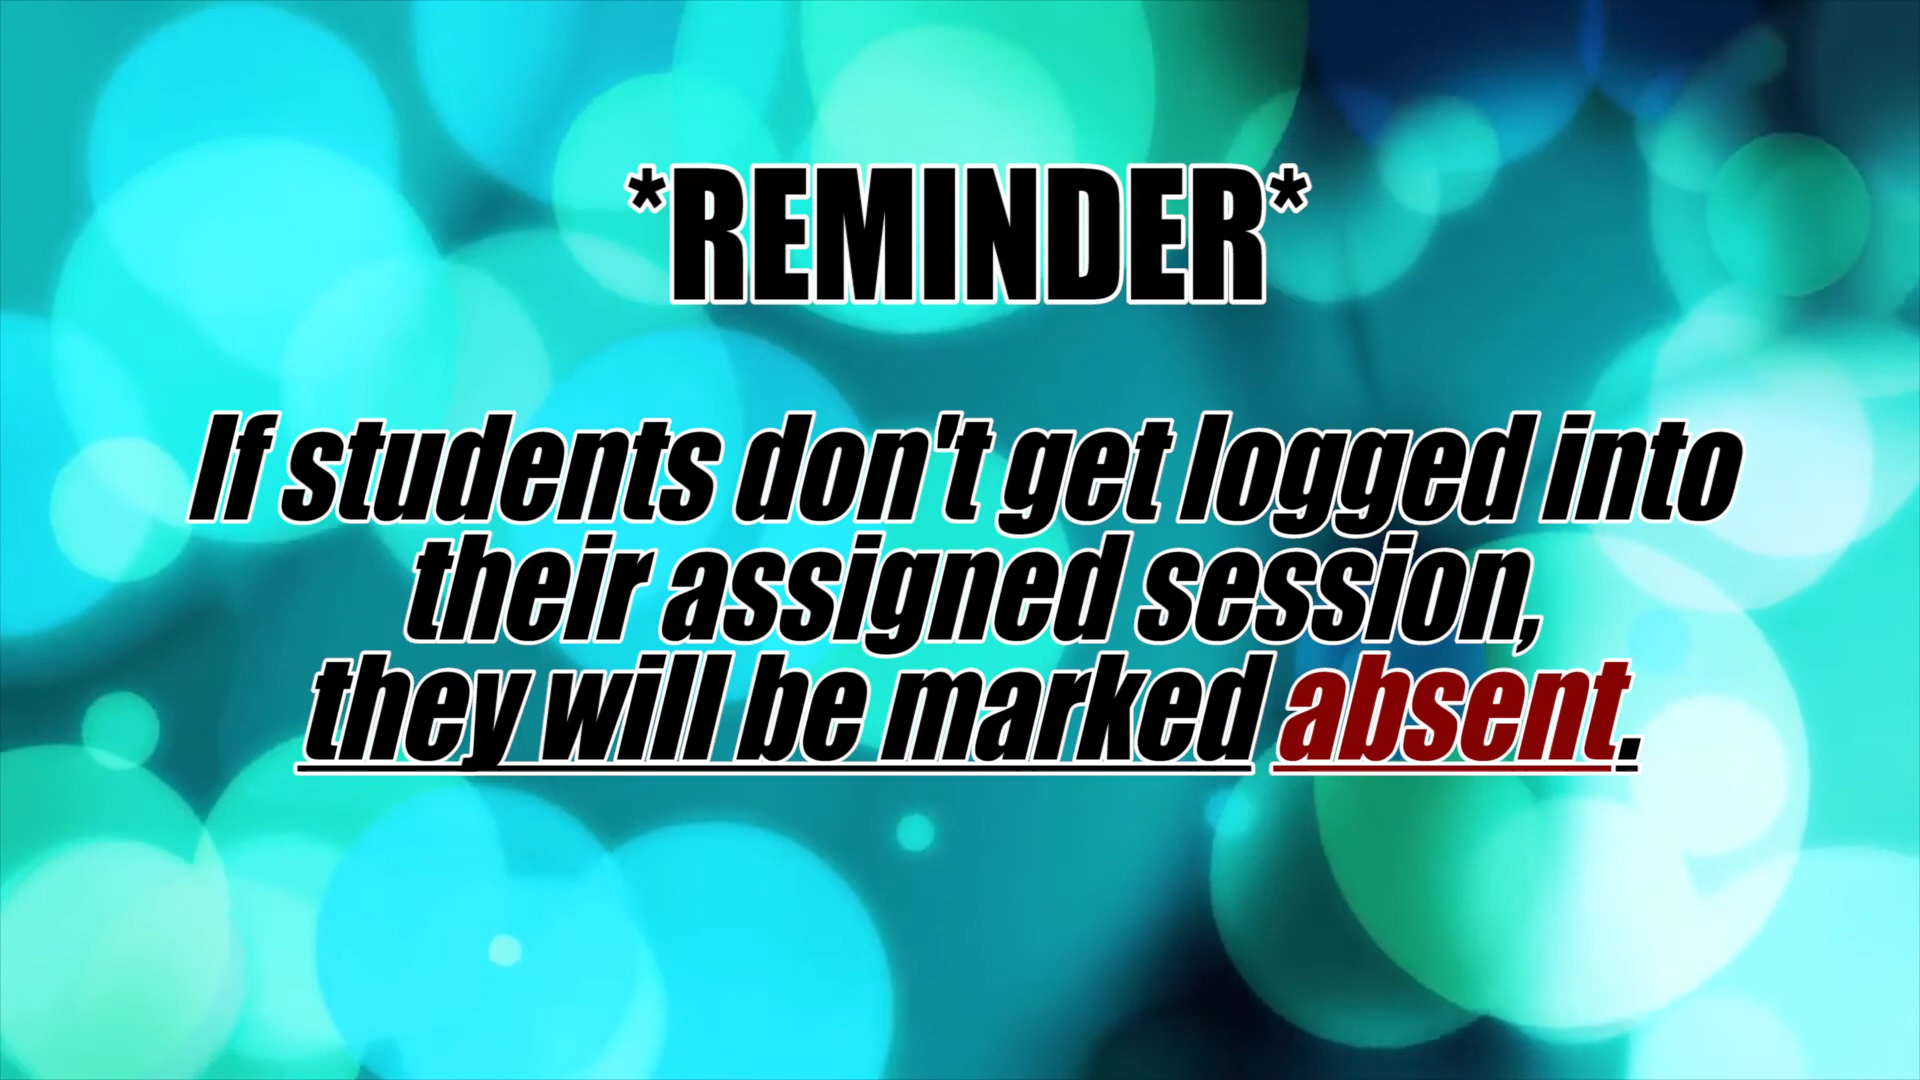 *REMINDER*
If students don't get logged into
their assigned session,
they will be marked absent.